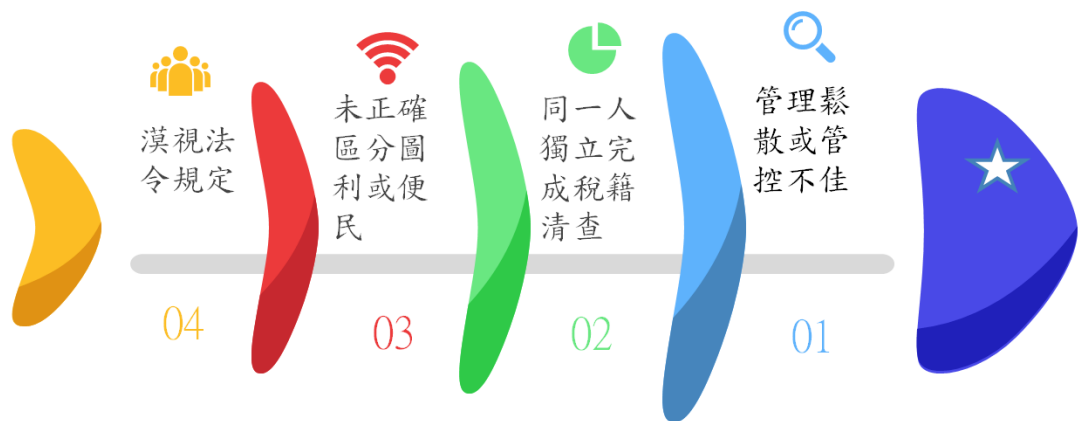 漠視法
令規定
04
未正確
區分圖
利或便
民
03
同一人
獨立完
成稅籍
清查
02
管理鬆
散或管
控不佳
01